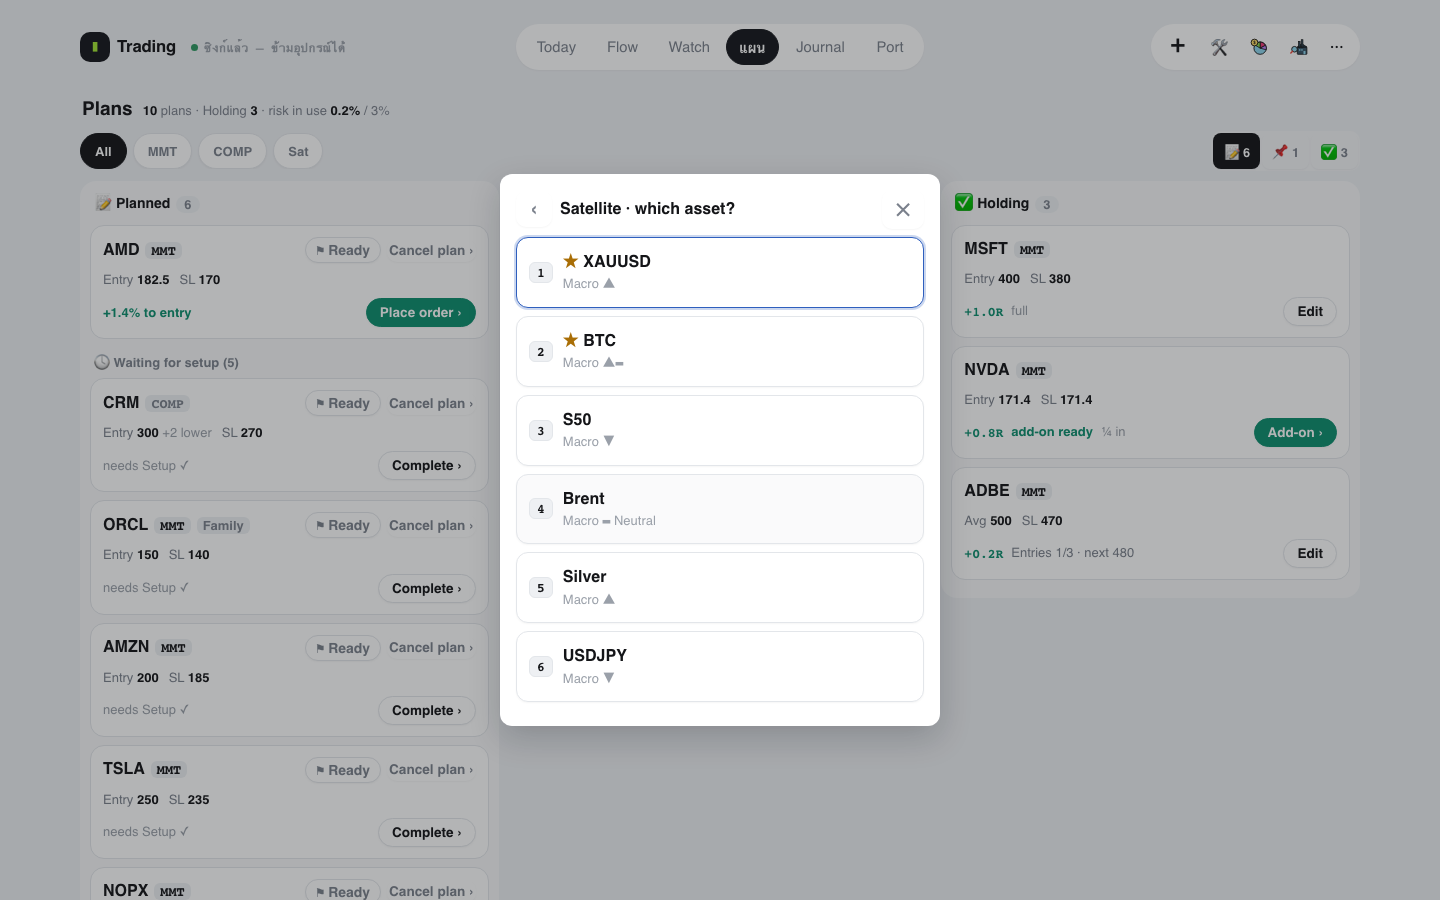 Trading
ซิงก์แล้ว — ข้ามอุปกรณ์ได้
Today
Flow
Watch
แผน
Journal
Port
Plans
10 plans · Holding 3 · risk in use 0.2% / 3%
All
MMT
COMP
Sat
6
1
3
Planned 6
AMD MMT
Ready
Cancel plan ›
Entry 182.5 SL 170
+1.4% to entry
Place order ›
Waiting for setup (5)
CRM COMP
Ready
Cancel plan ›
Entry 300 +2 lower SL 270
needs Setup ✓
Complete ›
ORCL MMT Family
Ready
Cancel plan ›
Entry 150 SL 140
needs Setup ✓
Complete ›
AMZN MMT
Ready
Cancel plan ›
Entry 200 SL 185
needs Setup ✓
Complete ›
TSLA MMT
Ready
Cancel plan ›
Entry 250 SL 235
needs Setup ✓
Complete ›
NOPX MMT
Ready
Cancel plan ›
‹ Satellite · which asset? ✕
1
★ XAUUSD
Macro ▲
2
★ BTC
Macro ▲━
3
S50
Macro ▼
4
Brent
Macro ━ Neutral
5
Silver
Macro ▲
6
USDJPY
Macro ▼
Holding 3
MSFT MMT
Entry 400 SL 380
+1.0R full
Edit
NVDA MMT
Entry 171.4 SL 171.4
+0.8R add-on ready ¼ in
Add-on ›
ADBE MMT
Avg 500 SL 470
+0.2R Entries 1/3 · next 480
Edit